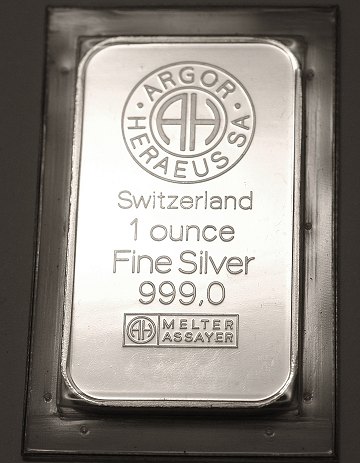 · ARGOR ·
HERAEUS SA
AH
Switzerland
1 ounce
Fine Silver
999,0
AH MELTER
ASSAYER